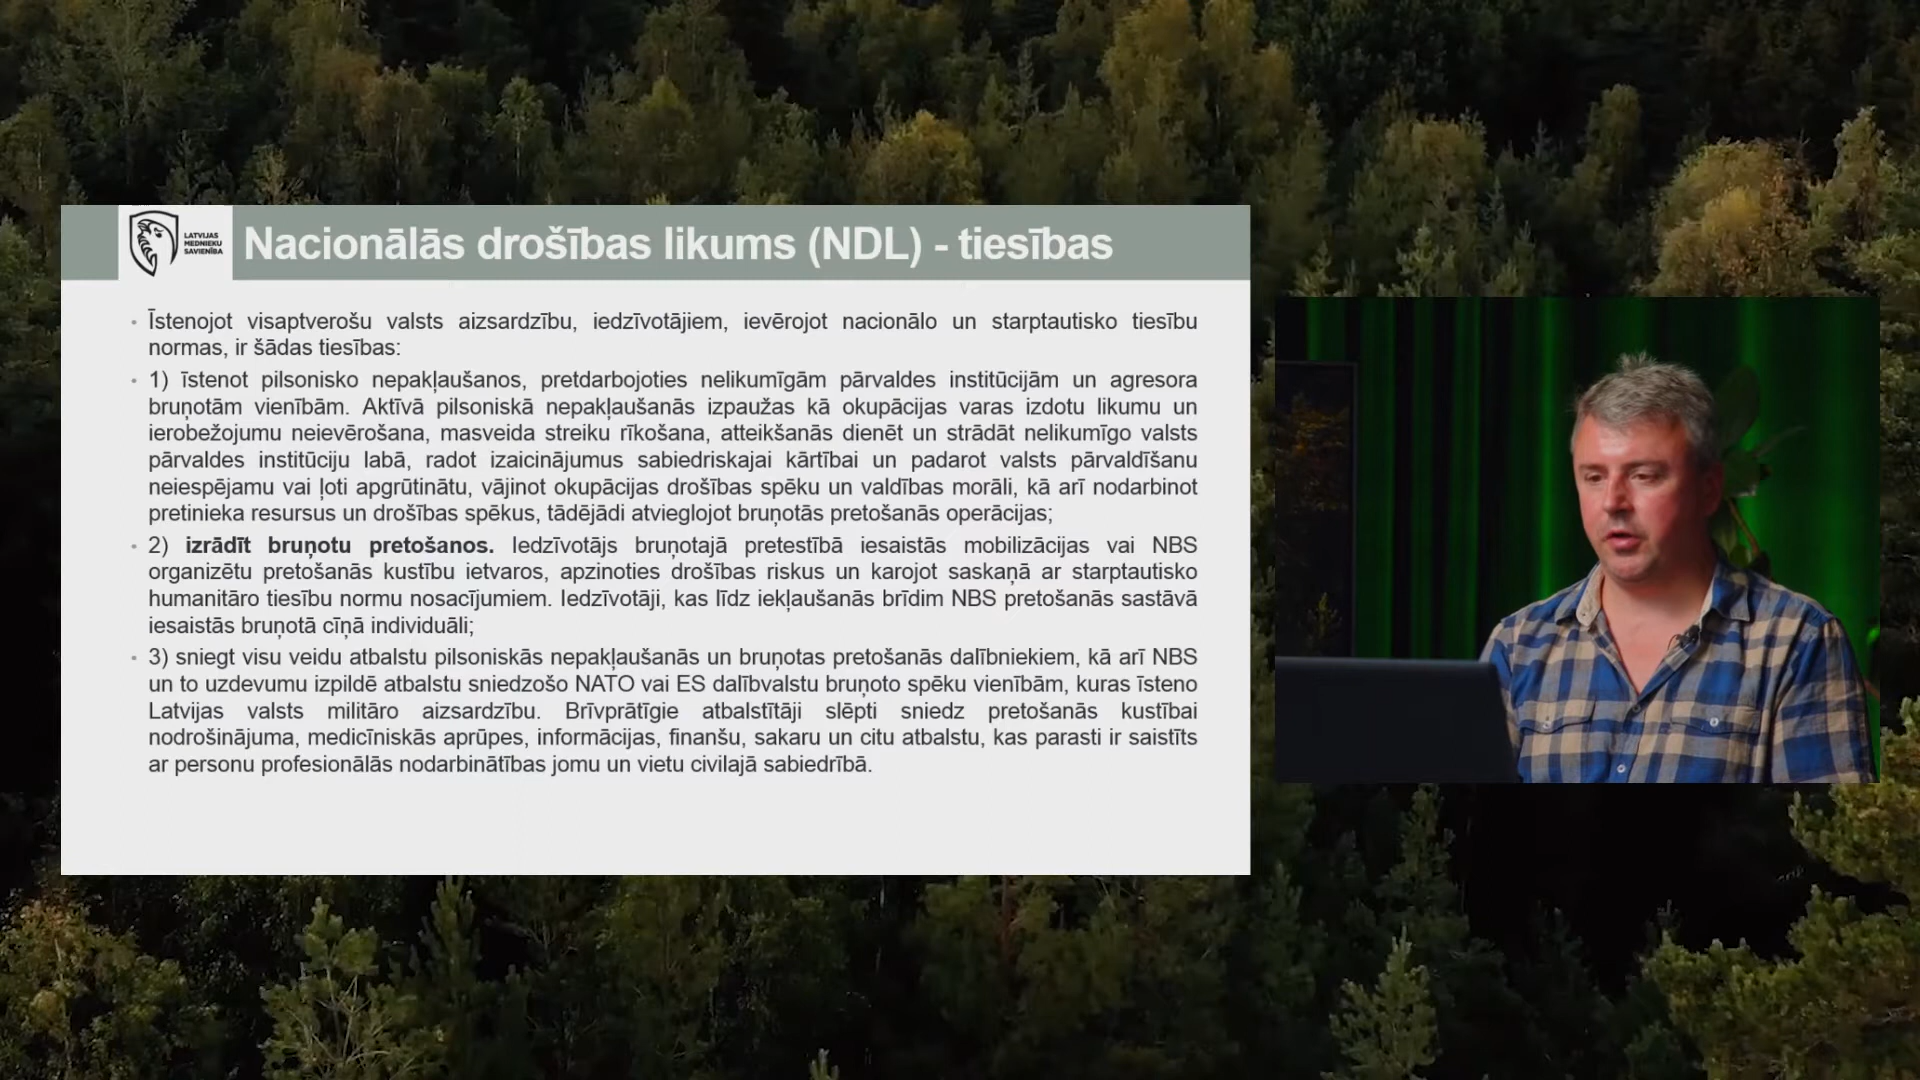 LATVIJAS
MEDNIEKU
SAVIENĪBA
Nacionālās drošības likums (NDL) - tiesības
• Īstenojot visaptverošu valsts aizsardzību, iedzīvotājiem, ievērojot nacionālo un starptautisko tiesību
normas, ir šādas tiesības:
• 1) īstenot pilsonisko nepakļaušanos, pretdarbojoties nelikumīgām pārvaldes institūcijām un agresora
bruņotām vienībām. Aktīvā pilsoniskā nepakļaušanās izpaužas kā okupācijas varas izdotu likumu un
ierobežojumu neievērošana, masveida streiku rīkošana, atteikšanās dienēt un strādāt nelikumīgo valsts
pārvaldes institūciju labā, radot izaicinājumus sabiedriskajai kārtībai un padarot valsts pārvaldīšanu
neiespējamu vai ļoti apgrūtinātu, vājinot okupācijas drošības spēku un valdības morāli, kā arī nodarbinot
pretinieka resursus un drošības spēkus, tādējādi atvieglojot bruņotās pretošanās operācijas;
• 2) izrādīt bruņotu pretošanos. Iedzīvotājs bruņotajā pretestībā iesaistās mobilizācijas vai NBS
organizētu pretošanās kustību ietvaros, apzinoties drošības riskus un karojot saskaņā ar starptautisko
humanitāro tiesību normu nosacījumiem. Iedzīvotāji, kas līdz iekļaušanās brīdim NBS pretošanās sastāvā
iesaistās bruņotā cīņā individuāli;
• 3) sniegt visu veidu atbalstu pilsoniskās nepakļaušanās un bruņotas pretošanās dalībniekiem, kā arī NBS
un to uzdevumu izpildē atbalstu sniedzošo NATO vai ES dalībvalstu bruņoto spēku vienībām, kuras īsteno
Latvijas valsts militāro aizsardzību. Brīvprātīgie atbalstītāji slēpti sniedz pretošanās kustībai
nodrošinājuma, medicīniskās aprūpes, informācijas, finanšu, sakaru un citu atbalstu, kas parasti ir saistīts
ar personu profesionālās nodarbinātības jomu un vietu civilajā sabiedrībā.